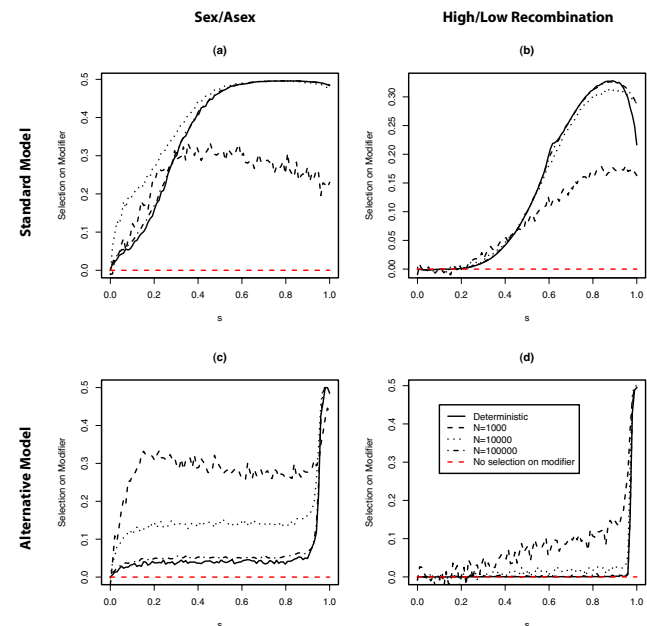 Sex/Asex
High/Low Recombination
Standard Model
(a)
Selection on Modifier
0.0 0.1 0.2 0.3 0.4 0.5
0.0 0.2 0.4 0.6 0.8 1.0
s
(b)
Selection on Modifier
0.00 0.05 0.10 0.15 0.20 0.25 0.30
0.0 0.2 0.4 0.6 0.8 1.0
s
Alternative Model
(c)
Selection on Modifier
0.0 0.1 0.2 0.3 0.4 0.5
0.0 0.2 0.4 0.6 0.8 1.0
s
(d)
Selection on Modifier
0.0 0.1 0.2 0.3 0.4 0.5
Deterministic
N=1000
N=10000
N=100000
No selection on modifier
0.0 0.2 0.4 0.6 0.8 1.0
s